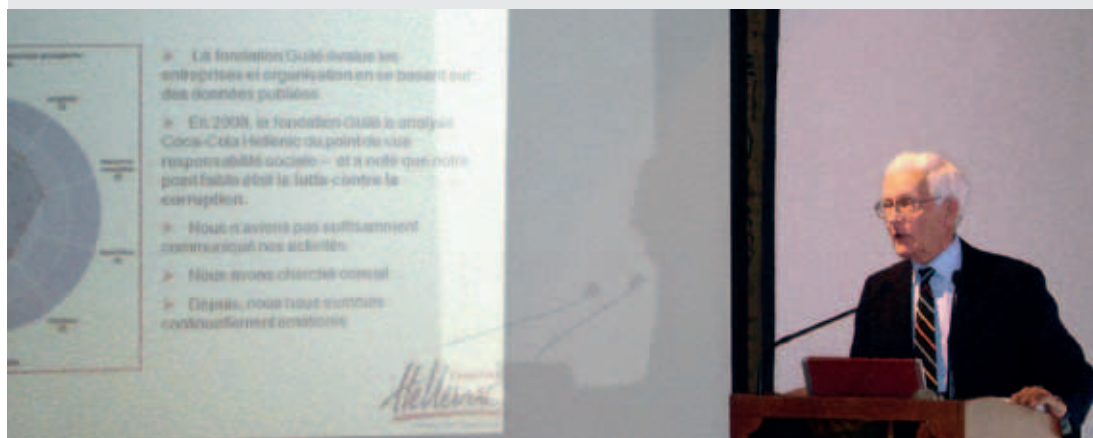 ➢ La fondation Guilé évalue les
entreprises et organisation en se basant sur
des données publiées
➢ En 2008, la fondation Guilé a analysé
Coca-Cola Hellenic du point de vue
responsabilité sociale – et a noté que notre
point faible était la lutte contre la
corruption.
➢ Nous n'avions pas suffisamment
communiqué nos activités
➢ Nous avons cherché conseil
➢ Depuis, nous nous sommes
continuellement améliorés
Hellenic